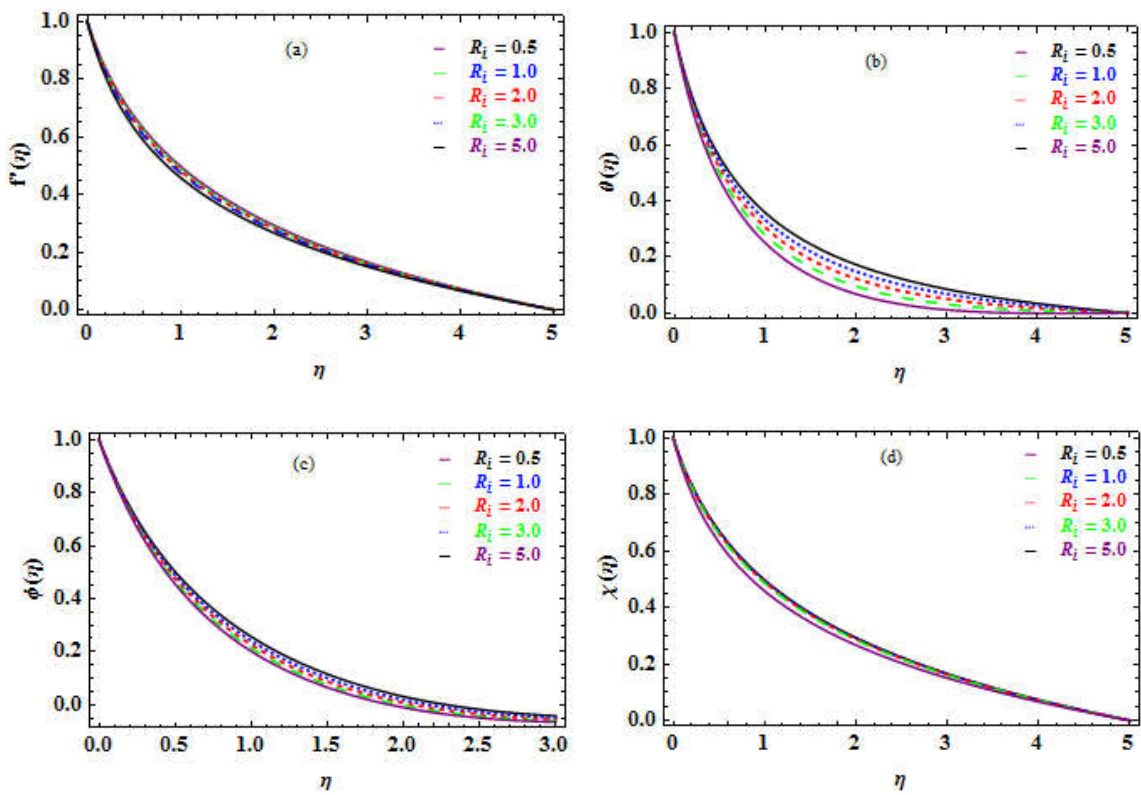 (a)
R_i = 0.5
R_i = 1.0
R_i = 2.0
R_i = 3.0
R_i = 5.0
f'(η)
1.0
0.8
0.6
0.4
0.2
0.0
0 1 2 3 4 5
η
(b)
R_i = 0.5
R_i = 1.0
R_i = 2.0
R_i = 3.0
R_i = 5.0
θ(η)
1.0
0.8
0.6
0.4
0.2
0.0
0 1 2 3 4 5
η
(c)
R_i = 0.5
R_i = 1.0
R_i = 2.0
R_i = 3.0
R_i = 5.0
ϕ(η)
1.0
0.8
0.6
0.4
0.2
0.0
0.0 0.5 1.0 1.5 2.0 2.5 3.0
η
(d)
R_i = 0.5
R_i = 1.0
R_i = 2.0
R_i = 3.0
R_i = 5.0
χ(η)
1.0
0.8
0.6
0.4
0.2
0.0
0 1 2 3 4 5
η